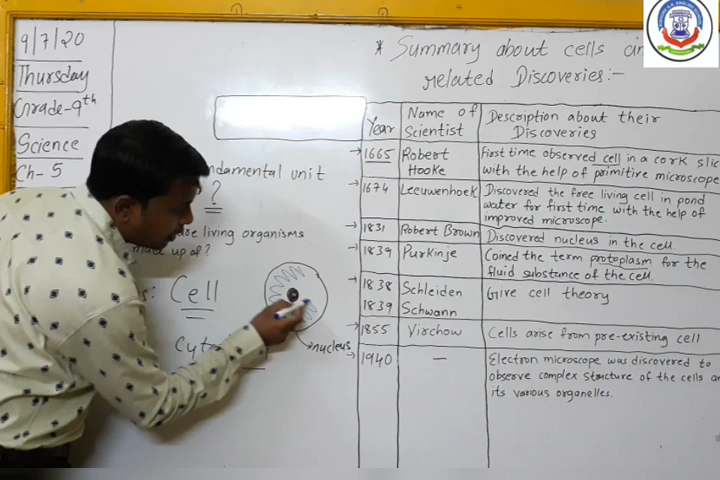 9/7/20
Thursday
Grade-9th
Science
Ch-5
* Summary about cells
related Discoveries:-
unit
?
are living organisms
made up of?
Cell
nucleus
Year
Name of
Scientist
Description about their
Discoveries
1665
Robert
Hooke
First time observed cell in a cork slic
with the help of primitive microscope
1674
Leeuwenhoek
Discovered the free living cell in pond
water for first time with the help of
improved microscope.
1831
Robert Brown
Discovered nucleus in the cell.
1839
Purkinje
Coined the term protoplasm for the
fluid substance of the cell.
1838
1839
Schleiden
Schwann
Give cell theory
1855
Virchow
Cells arise from pre-existing cell
1940
—
Electron microscope was discovered to
observe complex structure of the cells
its various organelles.